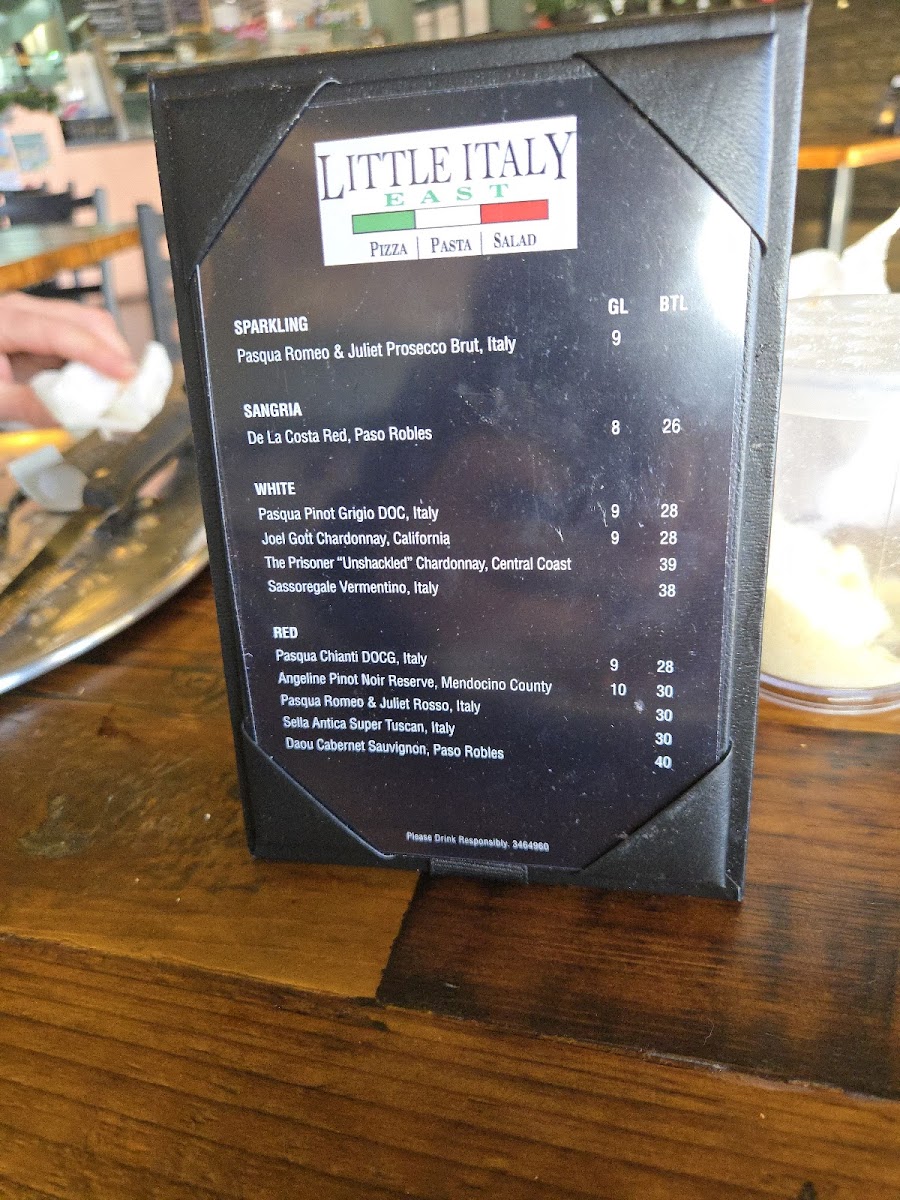 LITTLE ITALY
EAST
PIZZA | PASTA | SALAD
GL BTL
SPARKLING
Pasqua Romeo & Juliet Prosecco Brut, Italy 9
SANGRIA
De La Costa Red, Paso Robles 8 26
WHITE
Pasqua Pinot Grigio DOC, Italy 9 28
Joel Gott Chardonnay, California 9 28
The Prisoner “Unshackled” Chardonnay, Central Coast 39
Sassoregale Vermentino, Italy 38
RED
Pasqua Chianti DOCG, Italy 9 28
Angeline Pinot Noir Reserve, Mendocino County 10 30
Pasqua Romeo & Juliet Rosso, Italy 30
Sella Antica Super Tuscan, Italy 30
Daou Cabernet Sauvignon, Paso Robles 40
Please Drink Responsibly. 3464960